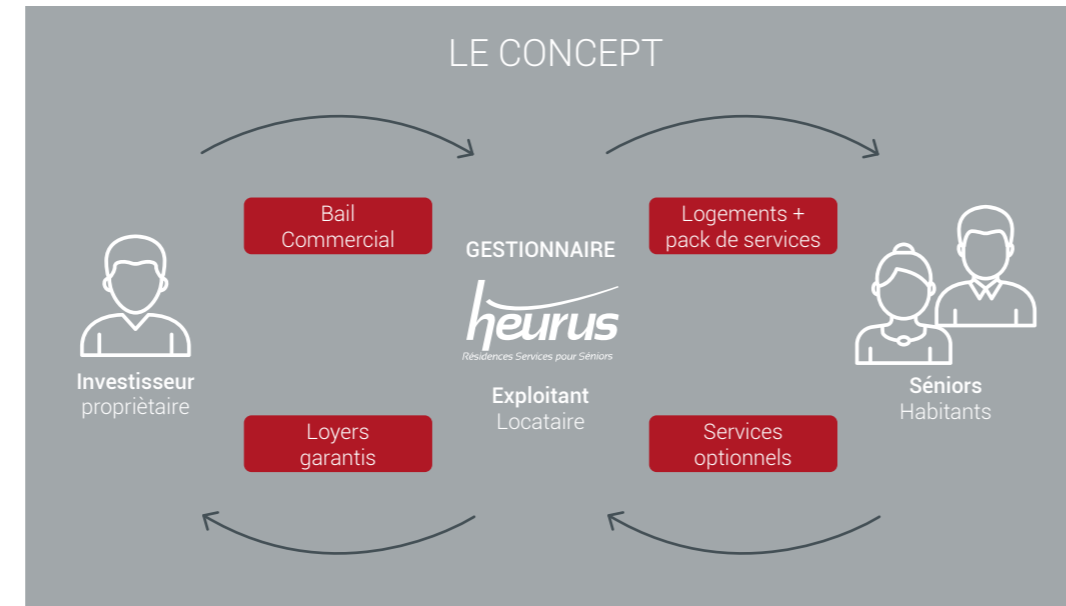 LE CONCEPT
Bail
Commercial
Logements +
pack de services
GESTIONNAIRE
heurus
Résidences Services pour Séniors
Investisseur
propriètaire
Exploitant
Locataire
Séniors
Habitants
Loyers
garantis
Services
optionnels